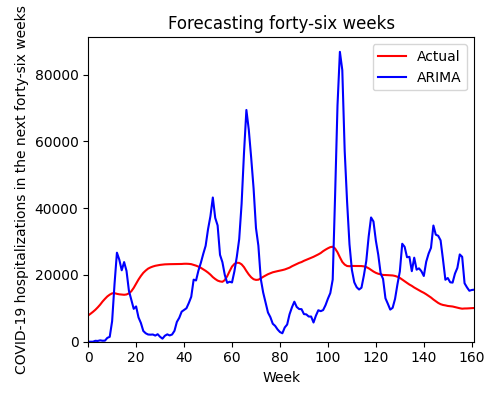 Forecasting forty-six weeks
COVID-19 hospitalizations in the next forty-six weeks
80000
60000
40000
20000
0
Actual
ARIMA
0 20 40 60 80 100 120 140 160
Week